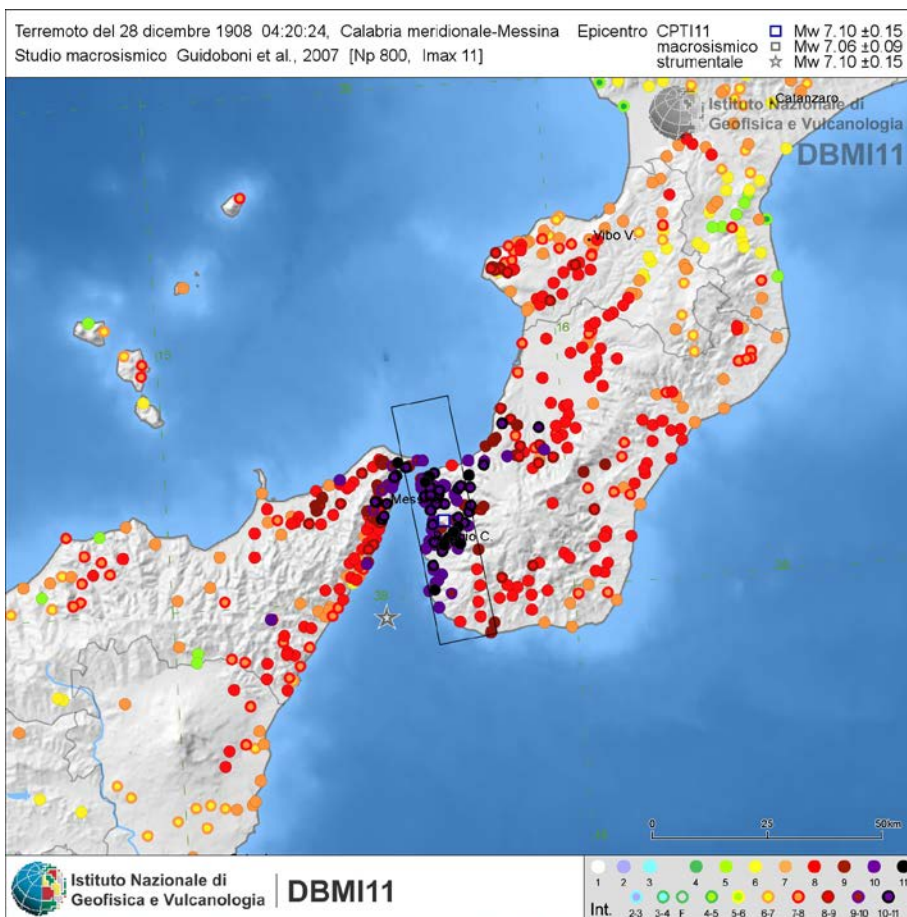 Terremoto del 28 dicembre 1908 04:20:24, Calabria meridionale-Messina Epicentro CPTI11 Mw 7.10 ±0.15
Studio macrosismico Guidoboni et al., 2007 [Np 800, Imax 11] macrosismico Mw 7.06 ±0.09
strumentale Mw 7.10 ±0.15
Catanzaro
Istituto Nazionale di
Geofisica e Vulcanologia
DBMI11
Vibo V.
16
15
38
0 25 50km
Istituto Nazionale di
Geofisica e Vulcanologia
DBMI11
1 2 3 4 5 6 7 8 9 10 11
Int. 2-3 3-4 F 4-5 5-6 6-7 7-8 8-9 9-10 10-11